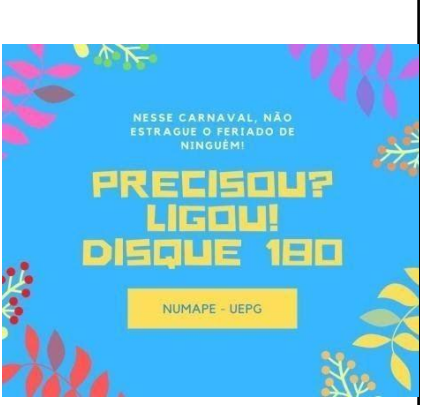 NESSE CARNAVAL, NÃO
ESTRAGUE O FERIADO DE
NINGUÉM!
PRECISOU?
LIGOU!
DISQUE 180
NUMAPE - UEPG